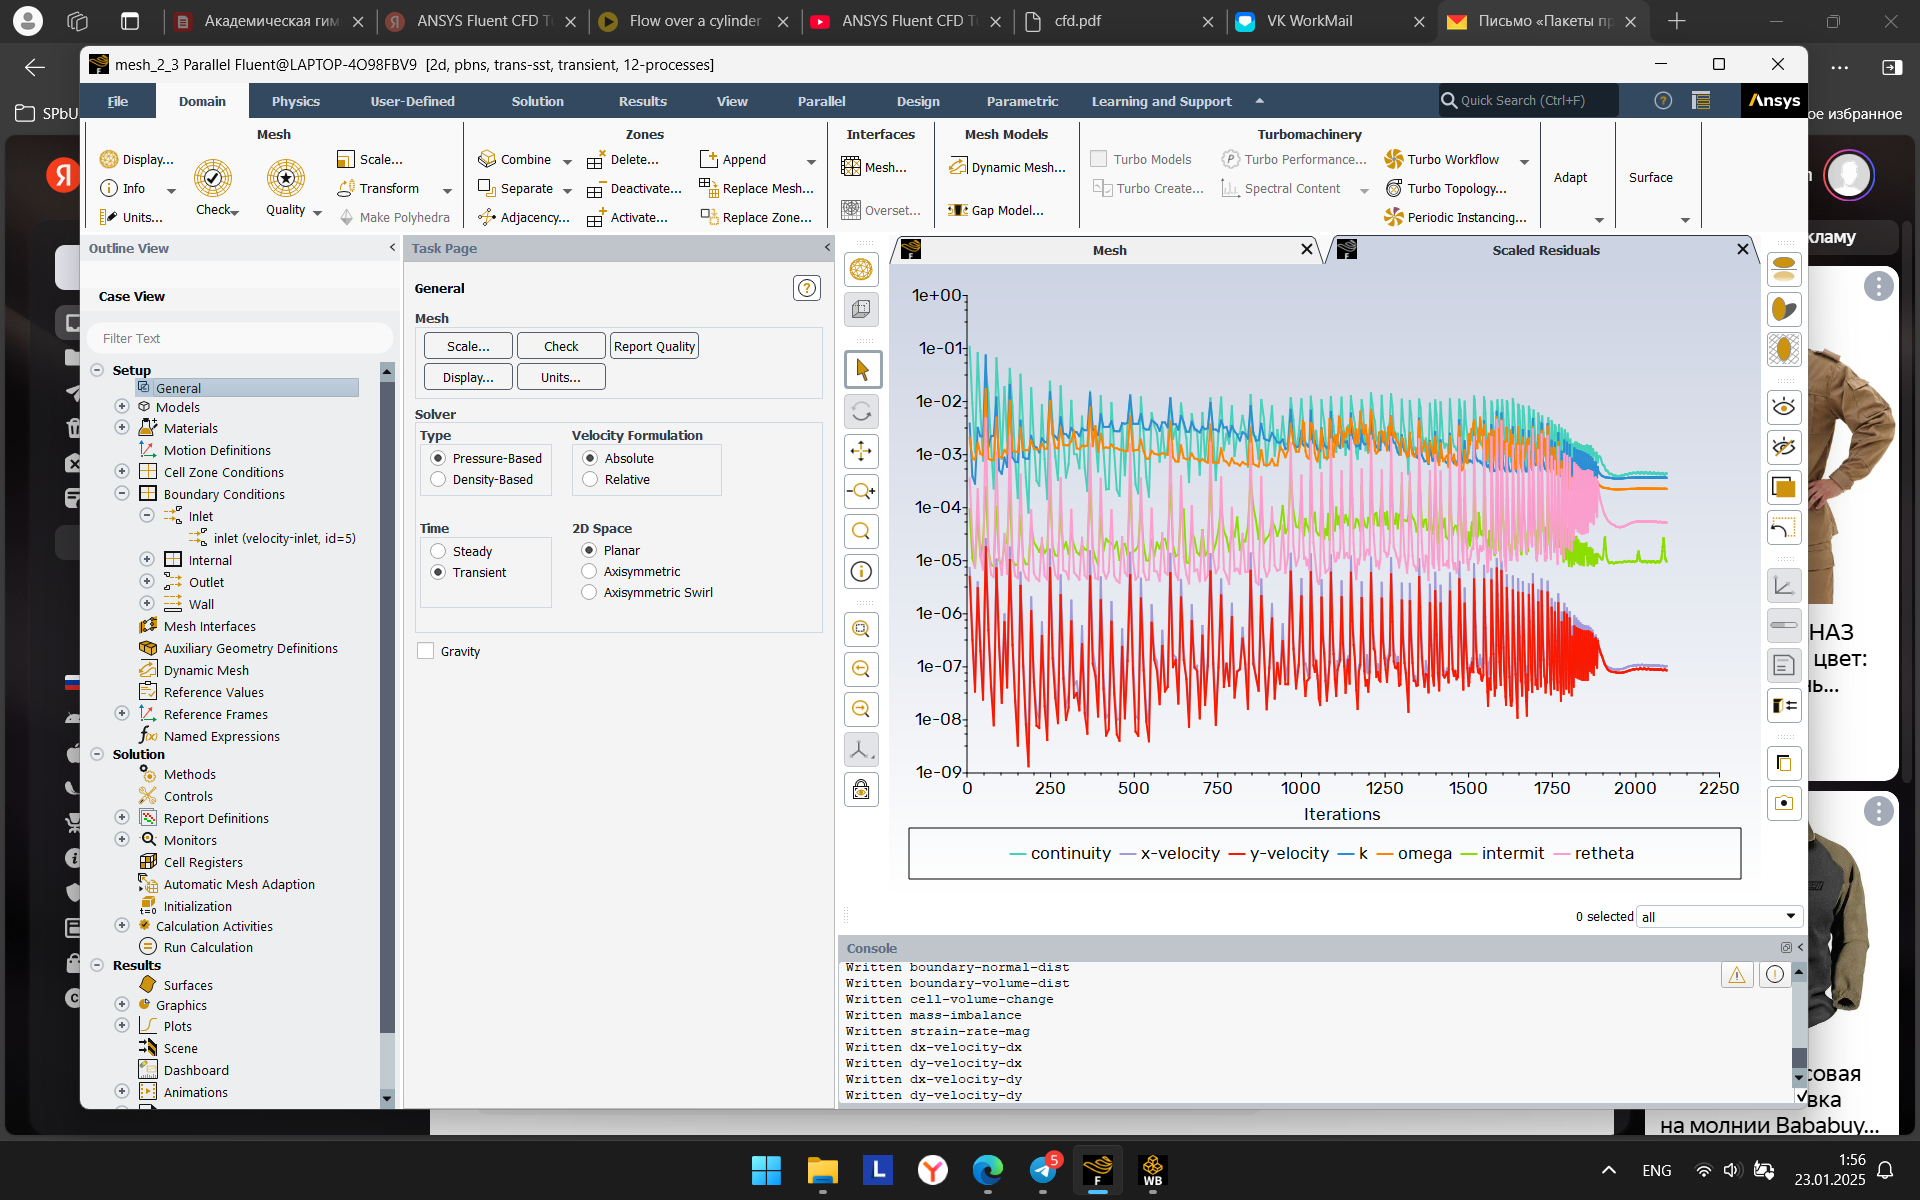 Академическая гим
ANSYS Fluent CFD Tu
Flow over a cylinder
ANSYS Fluent CFD Tu
cfd.pdf
VK WorkMail
Письмо «Пакеты пр
mesh_2_3 Parallel Fluent@LAPTOP-4O98FBV9 [2d, pbns, trans-sst, transient, 12-processes]
SPbU
ое избранное
File Domain Physics User-Defined Solution Results View Parallel Design Parametric Learning and Support
Quick Search (Ctrl+F)
Ansys
Mesh
Display...
Info
Units...
Check
Quality
Scale...
Transform
Make Polyhedra
Zones
Combine
Separate
Adjacency...
Delete...
Deactivate...
Activate...
Append
Replace Mesh...
Replace Zone...
Interfaces
Mesh...
Overset...
Mesh Models
Dynamic Mesh...
Gap Model...
Turbomachinery
Turbo Models
Turbo Create...
Turbo Performance...
Spectral Content
Turbo Workflow
Turbo Topology...
Periodic Instancing...
Adapt
Surface
Я
кламу
Outline View
Case View
Filter Text
Setup
General
Models
Materials
Motion Definitions
Cell Zone Conditions
Boundary Conditions
Inlet
inlet (velocity-inlet, id=5)
Internal
Outlet
Wall
Mesh Interfaces
Auxiliary Geometry Definitions
Dynamic Mesh
Reference Values
Reference Frames
Named Expressions
Solution
Methods
Controls
Report Definitions
Monitors
Cell Registers
Automatic Mesh Adaption
Initialization
Calculation Activities
Run Calculation
Results
Surfaces
Graphics
Plots
Scene
Dashboard
Animations
Task Page
General
Mesh
Scale...
Check
Report Quality
Display...
Units...
Solver
Type
Pressure-Based
Density-Based
Velocity Formulation
Absolute
Relative
Time
Steady
Transient
2D Space
Planar
Axisymmetric
Axisymmetric Swirl
Gravity
Mesh
Scaled Residuals
1e+00
1e-01
1e-02
1e-03
1e-04
1e-05
1e-06
1e-07
1e-08
1e-09
0 250 500 750 1000 1250 1500 1750 2000 2250
Iterations
continuity x-velocity y-velocity k omega intermit retheta
0 selected all
Console
Written boundary-normal-dist
Written boundary-volume-dist
Written cell-volume-change
Written mass-imbalance
Written strain-rate-mag
Written dx-velocity-dx
Written dy-velocity-dx
Written dx-velocity-dy
Written dy-velocity-dy
НАЗ
цвет:
нь...
совая
вка
на молнии Bababuy...
L
Y
5
F
WB
ENG
1:56
23.01.2025